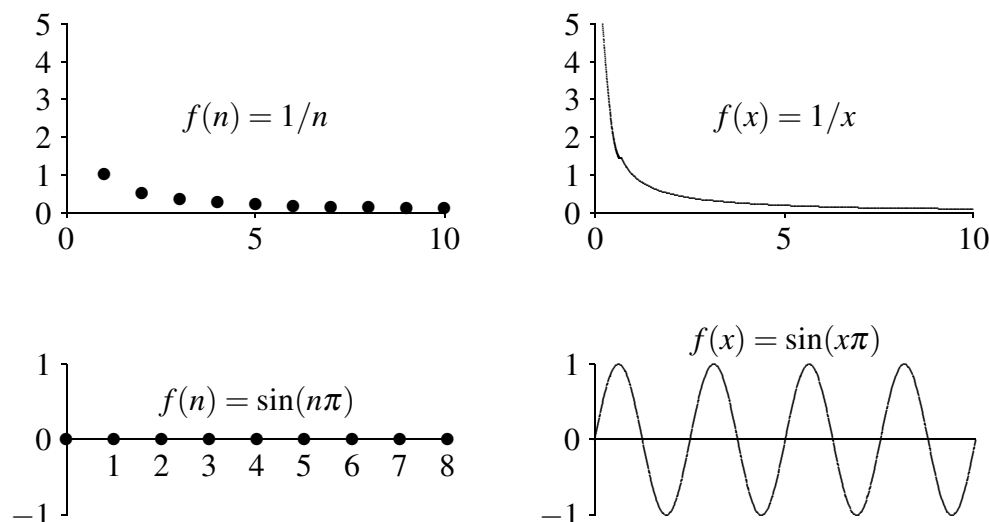 5
4
3
2
1
0
0 5 10
f(n) = 1/n
5
4
3
2
1
0
0 5 10
f(x) = 1/x
1
0
−1
f(n) = sin(nπ)
1 2 3 4 5 6 7 8
f(x) = sin(xπ)
1
0
−1